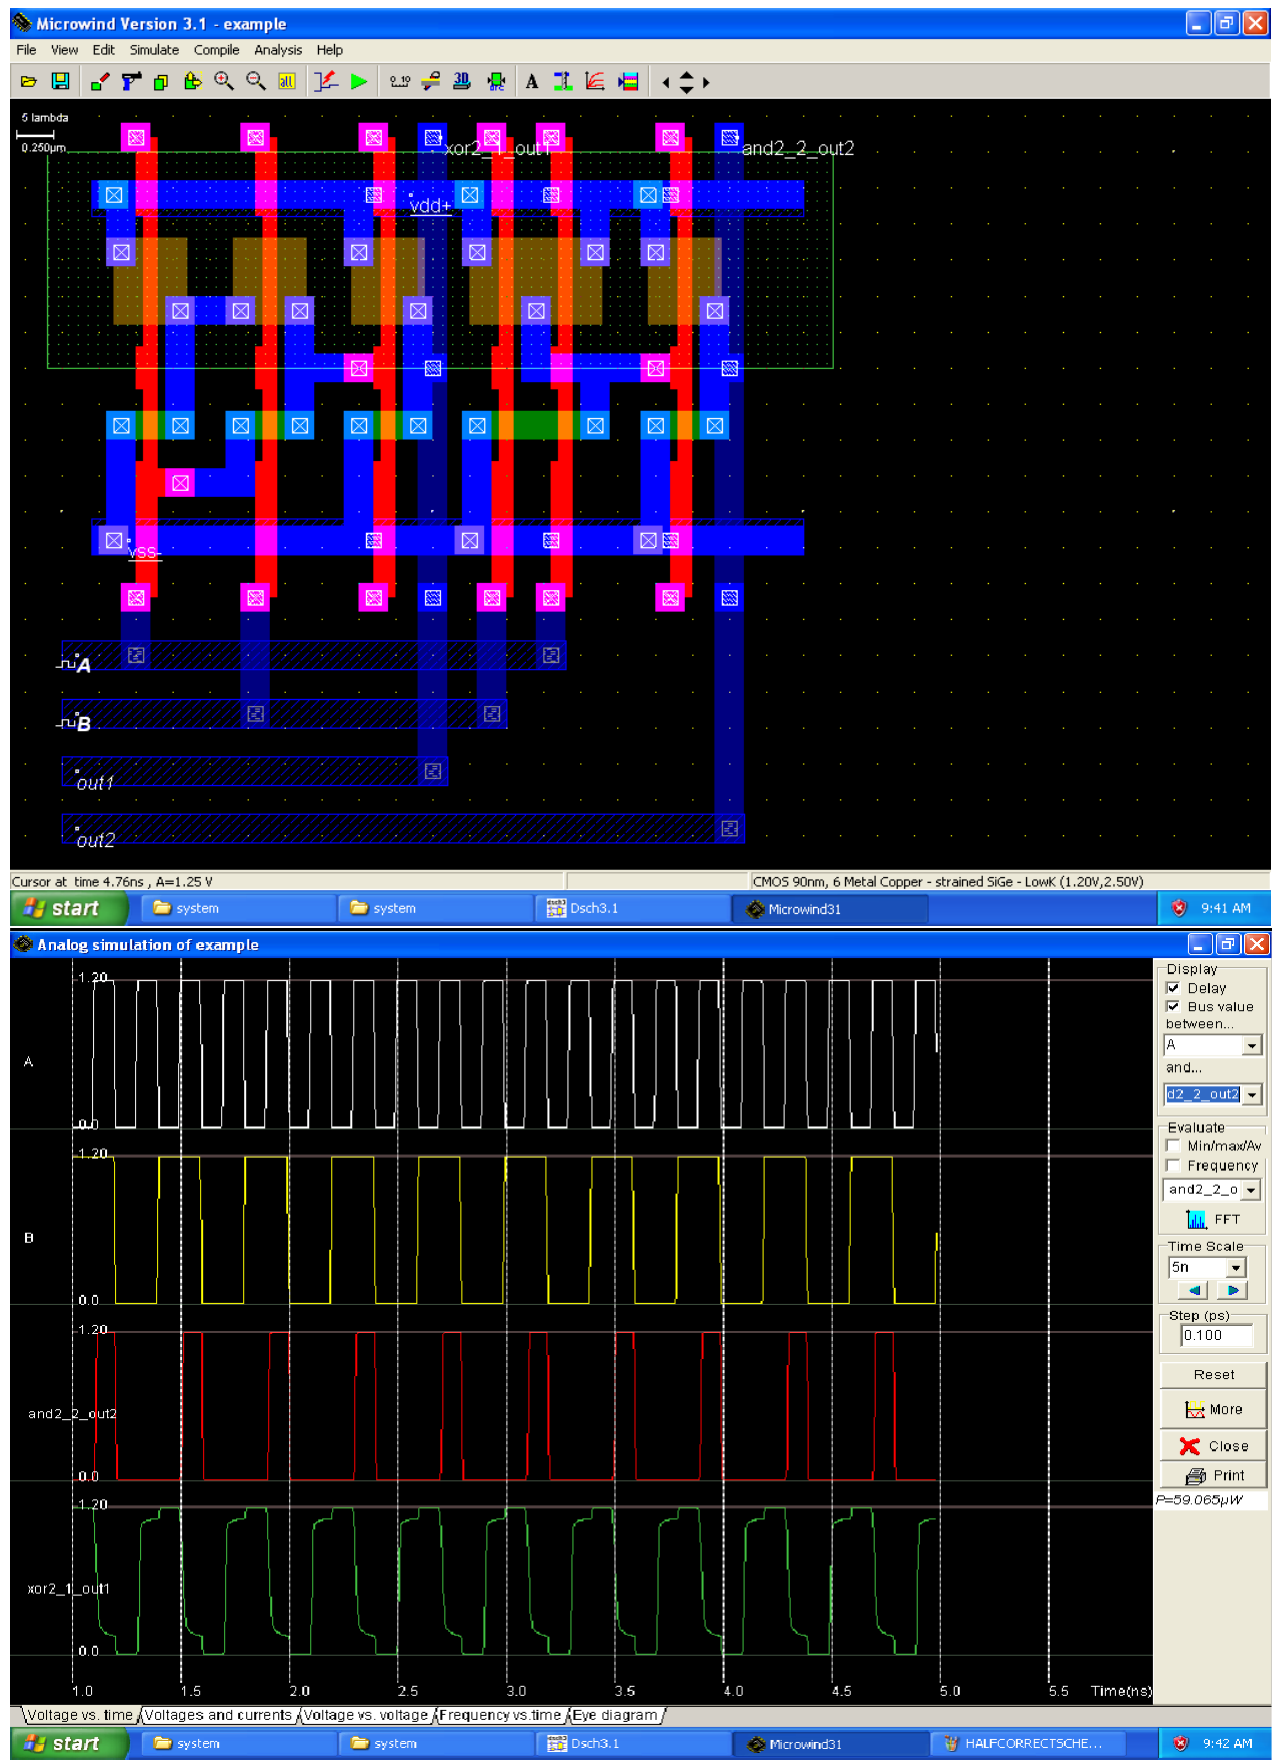 Microwind Version 3.1 - example
File View Edit Simulate Compile Analysis Help
5 lambda
0.250µm
xor2_1_out1
and2_2_out2
vdd+
vss-
A
B
out1
out2
Cursor at time 4.76ns , A=1.25 V
CMOS 90nm, 6 Metal Copper - strained SiGe - LowK (1.20V,2.50V)
start system system Dsch3.1 Microwind31 9:41 AM
Analog simulation of example
Display
Delay
Bus value
between...
A
and...
d2_2_out2
Evaluate
Min/max/Av
Frequency
and2_2_o
FFT
Time Scale
5n
Step (ps)
0.100
Reset
More
Close
Print
P=59.065µW
1.20
A
0.0
1.20
B
0.0
1.20
and2_2_out2
0.0
1.20
xor2_1_out1
0.0
1.0 1.5 2.0 2.5 3.0 3.5 4.0 4.5 5.0 5.5 Time(ns)
Voltage vs. time Voltages and currents Voltage vs. voltage Frequency vs.time Eye diagram
start system system Dsch3.1 Microwind31 HALFCORRECTSCHE... 9:42 AM